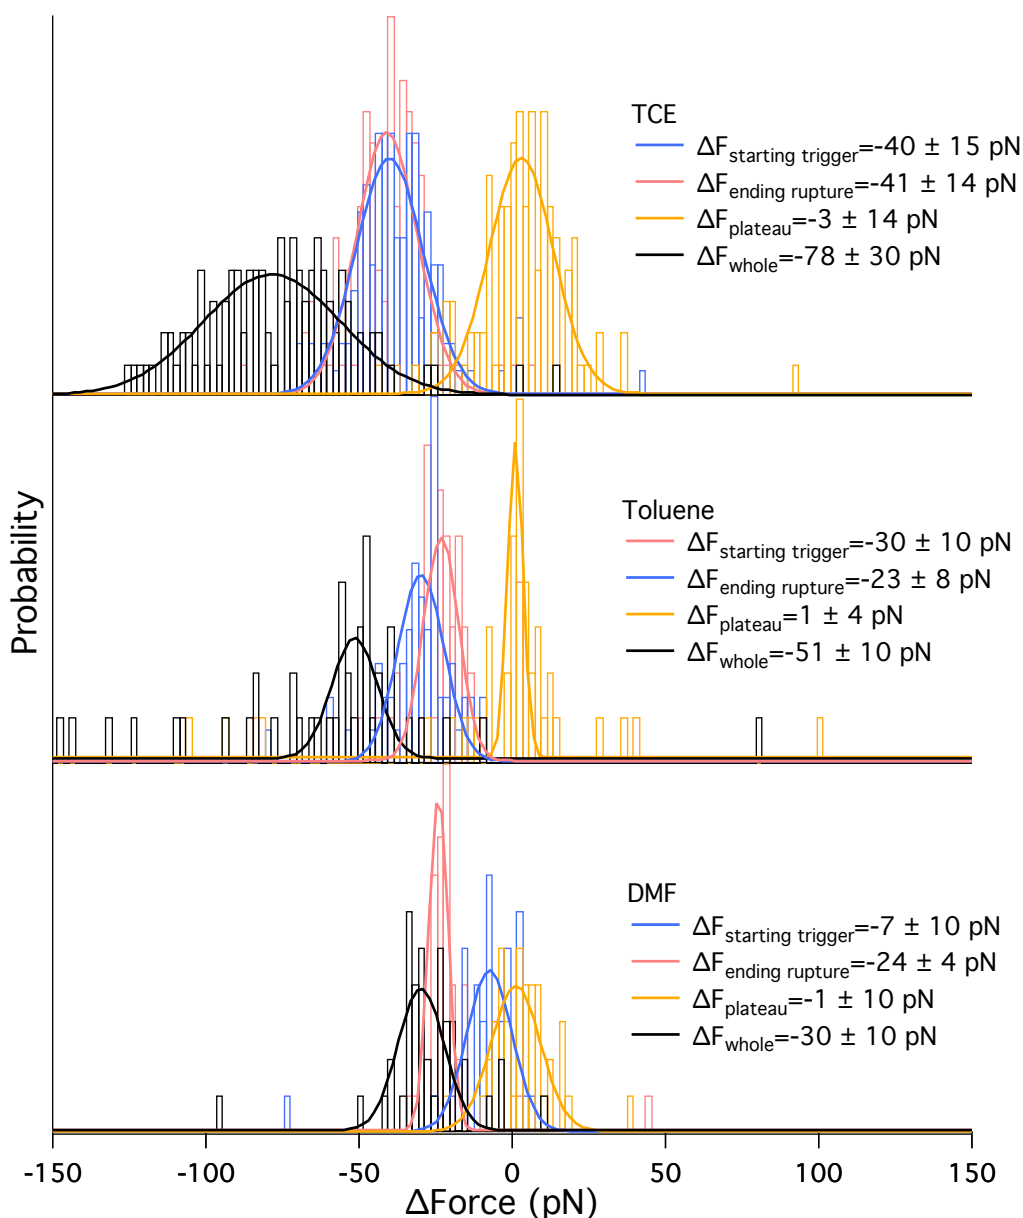 TCE
ΔFstarting trigger=-40 ± 15 pN
ΔFending rupture=-41 ± 14 pN
ΔFplateau=-3 ± 14 pN
ΔFwhole=-78 ± 30 pN
Toluene
ΔFstarting trigger=-30 ± 10 pN
ΔFending rupture=-23 ± 8 pN
ΔFplateau=1 ± 4 pN
ΔFwhole=-51 ± 10 pN
Probability
DMF
ΔFstarting trigger=-7 ± 10 pN
ΔFending rupture=-24 ± 4 pN
ΔFplateau=-1 ± 10 pN
ΔFwhole=-30 ± 10 pN
-150 -100 -50 0 50 100 150
ΔForce (pN)